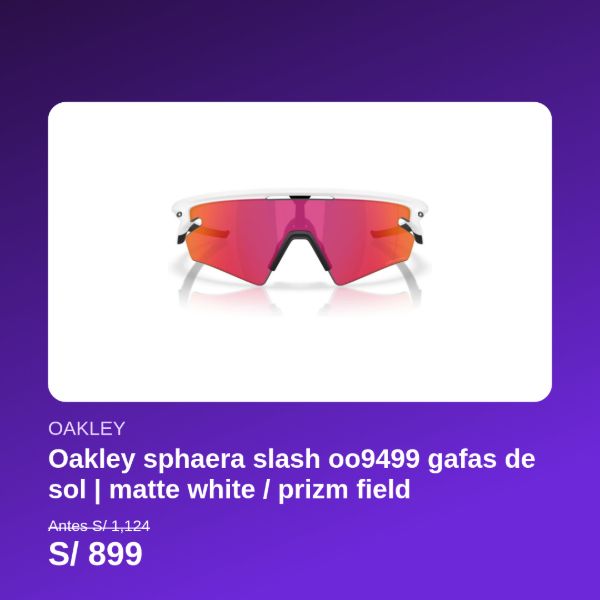 OAKLEY
Oakley sphaera slash oo9499 gafas de
sol | matte white / prizm field
Antes S/ 1,124
S/ 899